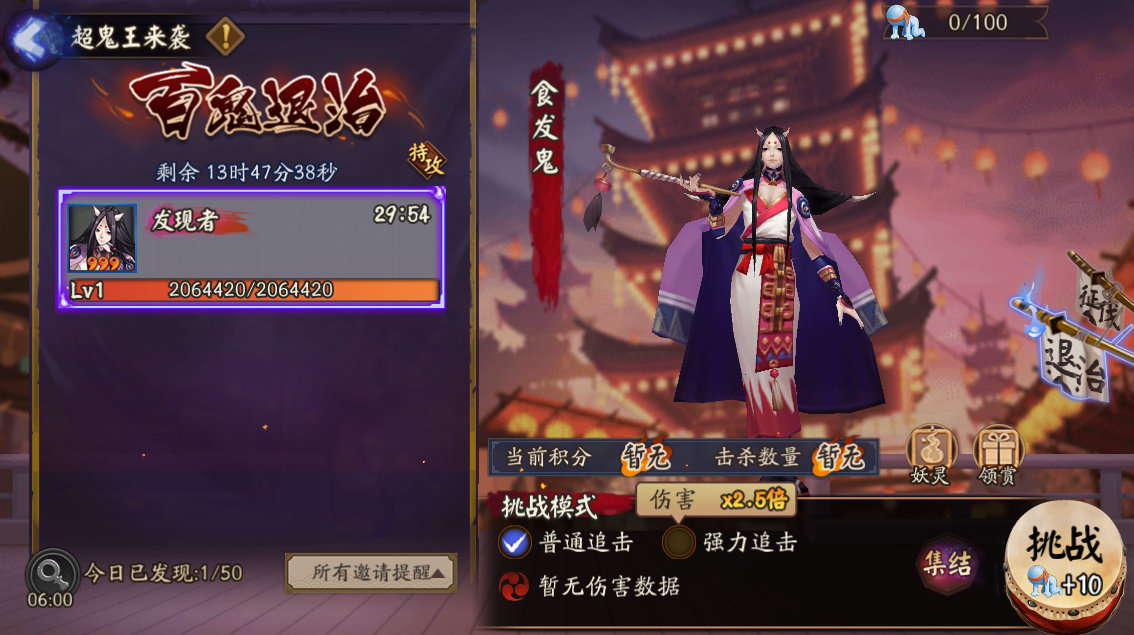 超鬼王来袭
0/100
百鬼退治
特攻
剩余 13时47分38秒
发现者
29:54
Lv1
2064420/2064420
食发鬼
征伐
退治
当前积分 暂无
击杀数量 暂无
妖灵
领赏
挑战模式
伤害 x2.5倍
普通追击
强力追击
暂无伤害数据
集结
挑战
+10
今日已发现:1/50
06:00
所有邀请提醒▲